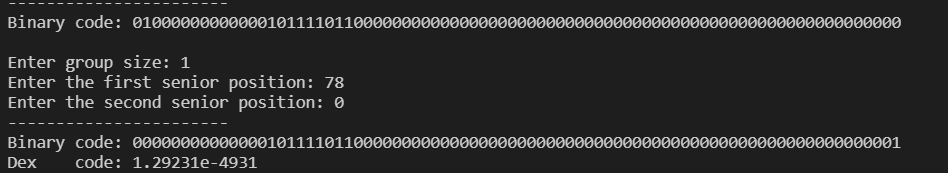 -----------------------
Binary code: 01000000000000101111011000000000000000000000000000000000000000000000000000000000
Enter group size: 1
Enter the first senior position: 78
Enter the second senior position: 0
-----------------------
Binary code: 00000000000000101111011000000000000000000000000000000000000000000000000000000001
Dex    code: 1.29231e-4931